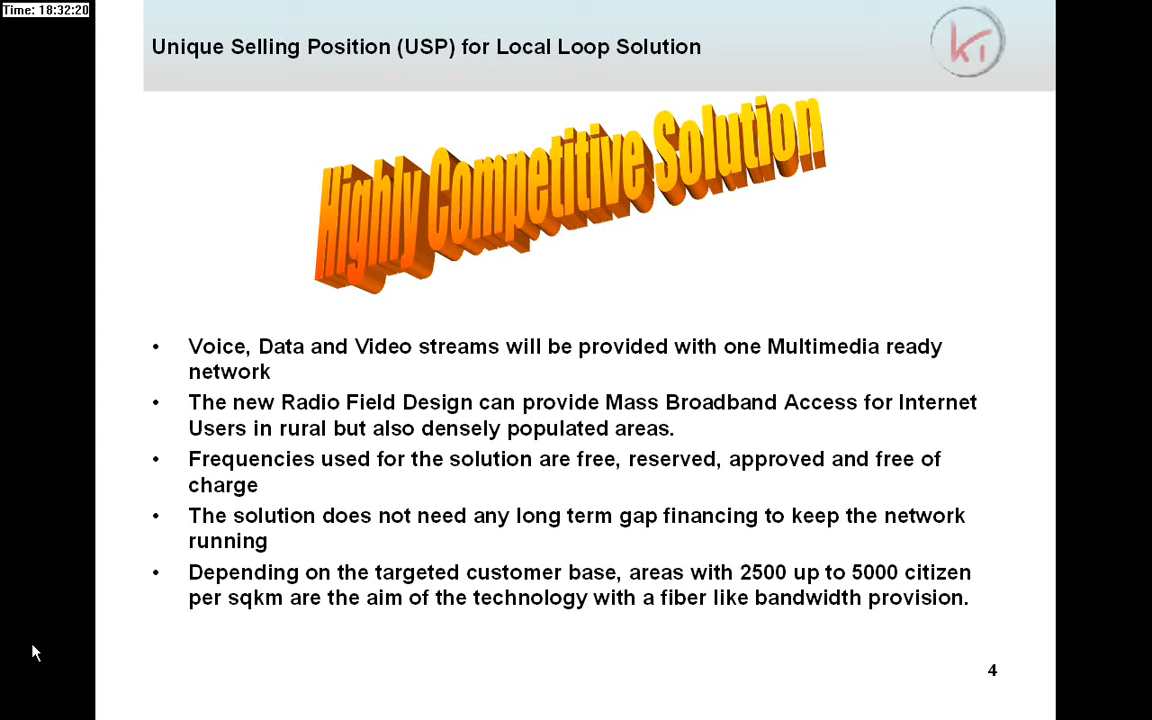 Time: 18:32:20
Unique Selling Position (USP) for Local Loop Solution
Highly Competitive Solution
• Voice, Data and Video streams will be provided with one Multimedia ready
network
• The new Radio Field Design can provide Mass Broadband Access for Internet
Users in rural but also densely populated areas.
• Frequencies used for the solution are free, reserved, approved and free of
charge
• The solution does not need any long term gap financing to keep the network
running
• Depending on the targeted customer base, areas with 2500 up to 5000 citizen
per sqkm are the aim of the technology with a fiber like bandwidth provision.
4